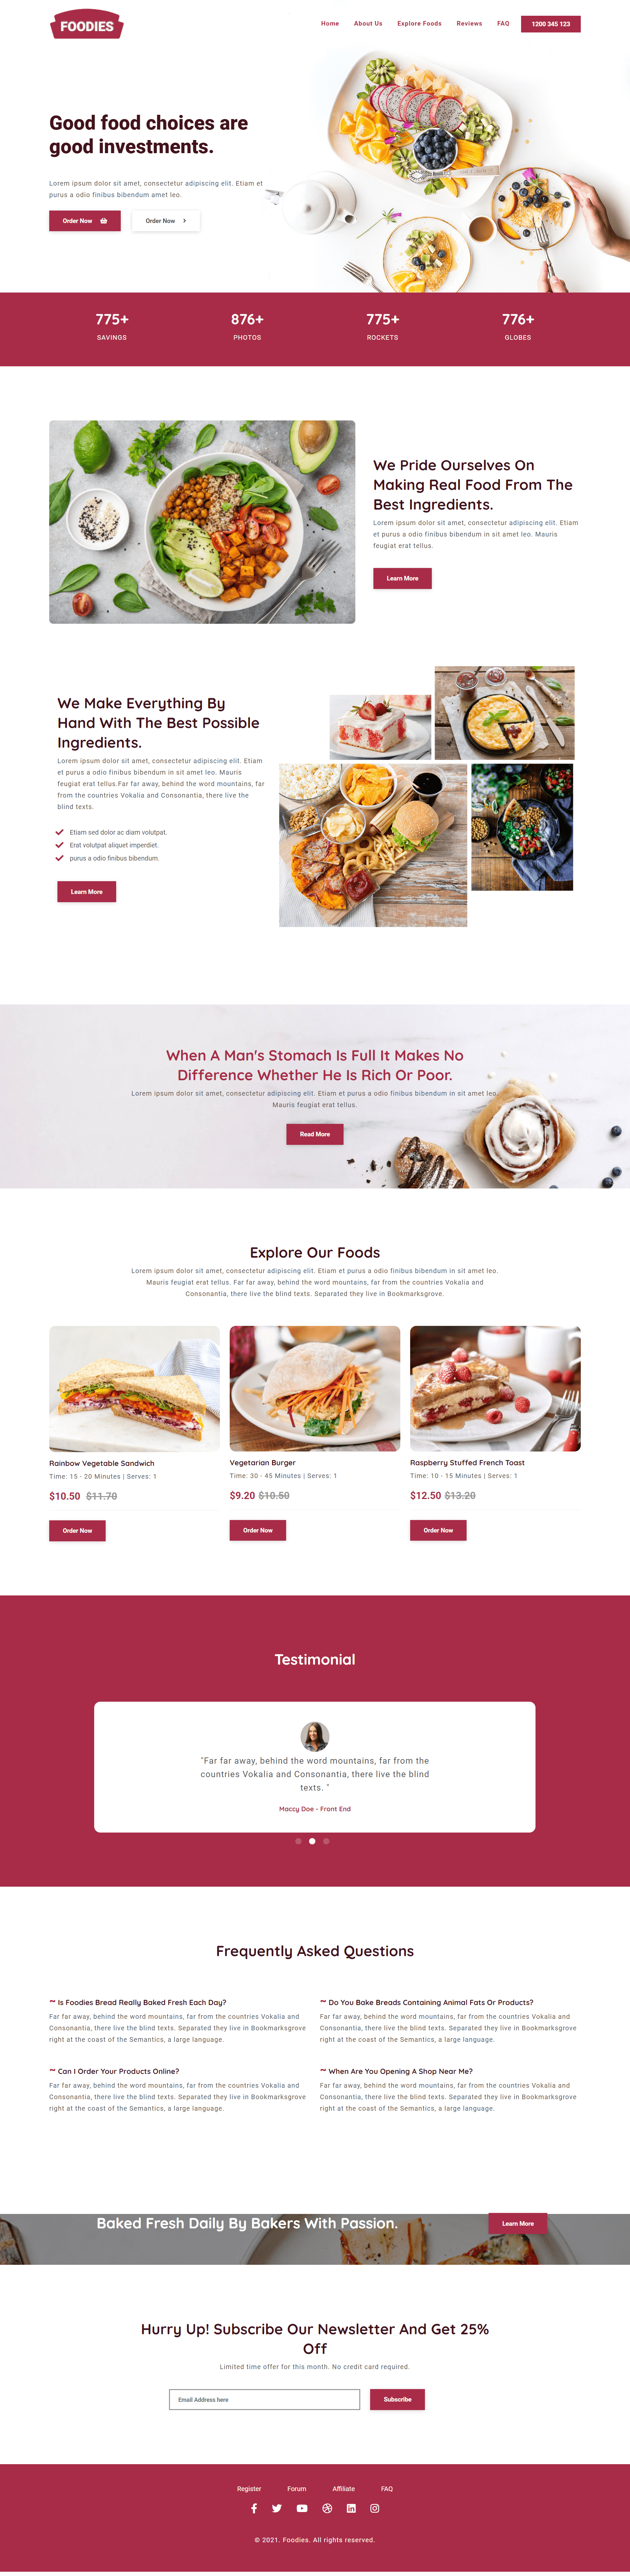 FOODIES
Home About Us Explore Foods Reviews FAQ 1200 345 123
Good food choices are
good investments.
Lorem ipsum dolor sit amet, consectetur adipiscing elit. Etiam et
purus a odio finibus bibendum amet leo.
Order Now Order Now
775+ 876+ 775+ 776+
SAVINGS PHOTOS ROCKETS GLOBES
We Pride Ourselves On
Making Real Food From The
Best Ingredients.
Lorem ipsum dolor sit amet, consectetur adipiscing elit. Etiam
et purus a odio finibus bibendum in sit amet leo. Mauris
feugiat erat tellus.
Learn More
We Make Everything By
Hand With The Best Possible
Ingredients.
Lorem ipsum dolor sit amet, consectetur adipiscing elit. Etiam
et purus a odio finibus bibendum in sit amet leo. Mauris
feugiat erat tellus.Far far away, behind the word mountains, far
from the countries Vokalia and Consonantia, there live the
blind texts.
Etiam sed dolor ac diam volutpat.
Erat volutpat aliquet imperdiet.
purus a odio finibus bibendum.
Learn More
When A Man's Stomach Is Full It Makes No
Difference Whether He Is Rich Or Poor.
Lorem ipsum dolor sit amet, consectetur adipiscing elit. Etiam et purus a odio finibus bibendum in sit amet leo.
Mauris feugiat erat tellus.
Read More
Explore Our Foods
Lorem ipsum dolor sit amet, consectetur adipiscing elit. Etiam et purus a odio finibus bibendum in sit amet leo.
Mauris feugiat erat tellus. Far far away, behind the word mountains, far from the countries Vokalia and
Consonantia, there live the blind texts. Separated they live in Bookmarksgrove.
Rainbow Vegetable Sandwich
Time: 15 - 20 Minutes | Serves: 1
$10.50 $11.70
Order Now
Vegetarian Burger
Time: 30 - 45 Minutes | Serves: 1
$9.20 $10.50
Order Now
Raspberry Stuffed French Toast
Time: 10 - 15 Minutes | Serves: 1
$12.50 $13.20
Order Now
Testimonial
"Far far away, behind the word mountains, far from the
countries Vokalia and Consonantia, there live the blind
texts. "
Maccy Doe - Front End
Frequently Asked Questions
~ Is Foodies Bread Really Baked Fresh Each Day?
Far far away, behind the word mountains, far from the countries Vokalia and
Consonantia, there live the blind texts. Separated they live in Bookmarksgrove
right at the coast of the Semantics, a large language.
~ Do You Bake Breads Containing Animal Fats Or Products?
Far far away, behind the word mountains, far from the countries Vokalia and
Consonantia, there live the blind texts. Separated they live in Bookmarksgrove
right at the coast of the Semantics, a large language.
~ Can I Order Your Products Online?
Far far away, behind the word mountains, far from the countries Vokalia and
Consonantia, there live the blind texts. Separated they live in Bookmarksgrove
right at the coast of the Semantics, a large language.
~ When Are You Opening A Shop Near Me?
Far far away, behind the word mountains, far from the countries Vokalia and
Consonantia, there live the blind texts. Separated they live in Bookmarksgrove
right at the coast of the Semantics, a large language.
Baked Fresh Daily By Bakers With Passion. Learn More
Hurry Up! Subscribe Our Newsletter And Get 25%
Off
Limited time offer for this month. No credit card required.
Email Address here Subscribe
Register Forum Affiliate FAQ
© 2021. Foodies. All rights reserved.